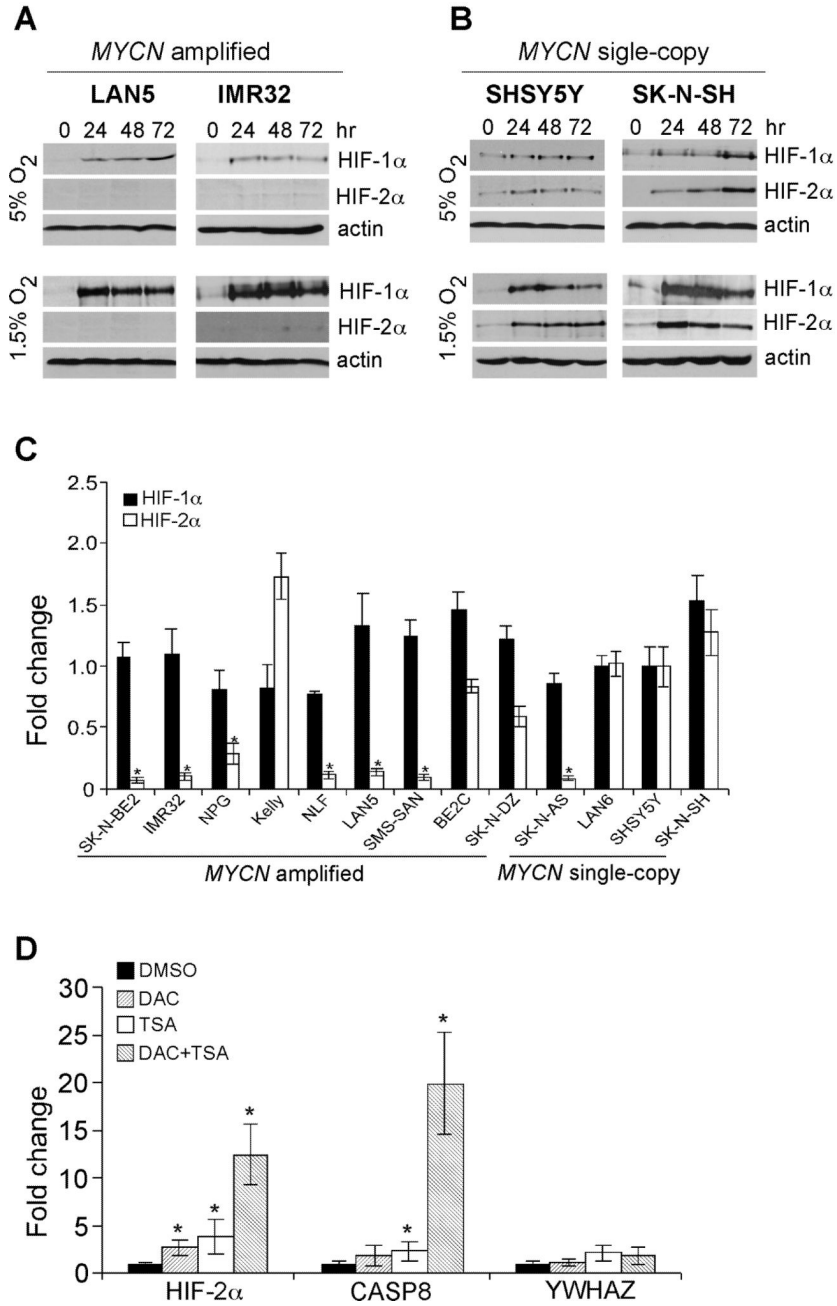 A
MYCN amplified
LAN5 IMR32
0 24 48 72 0 24 48 72 hr
5% O2
HIF-1α
HIF-2α
actin
1.5% O2
HIF-1α
HIF-2α
actin
B
MYCN sigle-copy
SHSY5Y SK-N-SH
0 24 48 72 0 24 48 72 hr
5% O2
HIF-1α
HIF-2α
actin
1.5% O2
HIF-1α
HIF-2α
actin
C
HIF-1α
HIF-2α
Fold change
2.5
2.0
1.5
1.0
0.5
0
* * * * * * *
SK-N-BE2 IMR32 NPG Kelly NLF LAN5 SMS-SAN BE2C SK-N-DZ SK-N-AS LAN6 SHSY5Y SK-N-SH
MYCN amplified MYCN single-copy
D
DMSO
DAC
TSA
DAC+TSA
Fold change
30
25
20
15
10
5
0
* * * * *
HIF-2α CASP8 YWHAZ